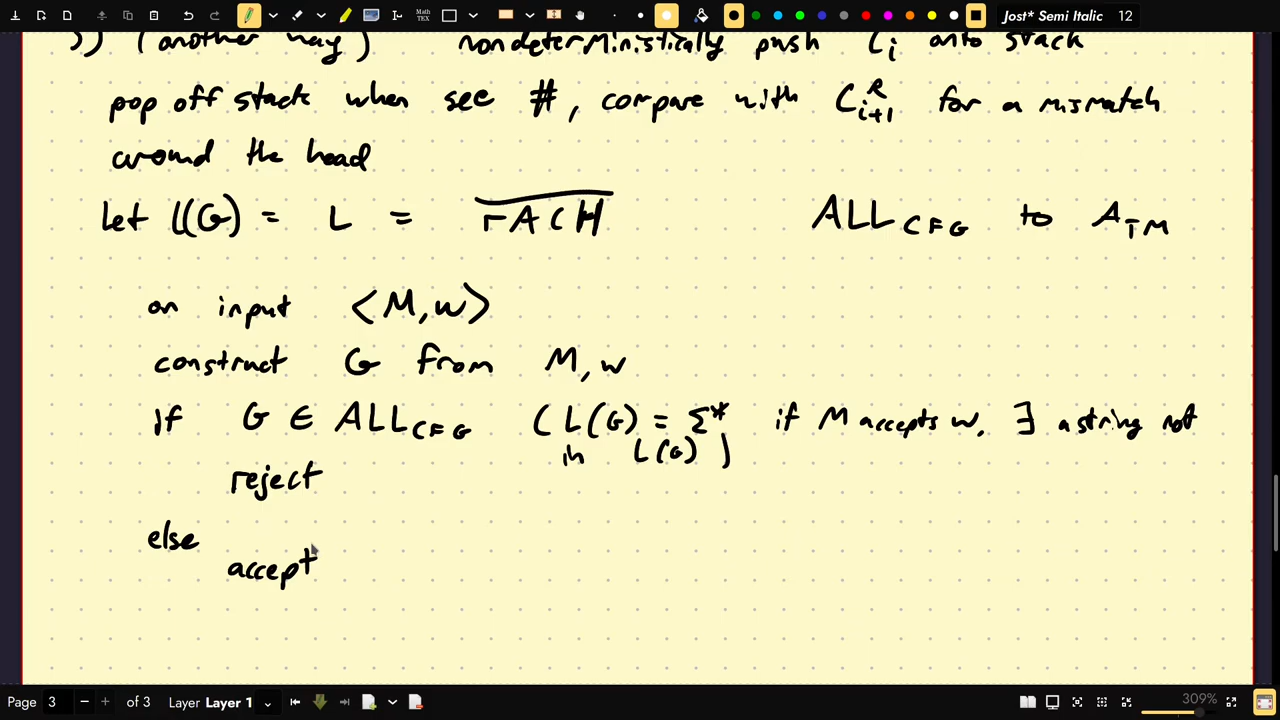 Math TEX Jost* Semi Italic 12
3) (another way) nondeterministically push Ci onto stack
pop off stack when see #, compare with C^R_{i+1} for a mismatch
around the head
let L(G) = L = ALL_CFG to A_TM
on input <M,w>
construct G from M, w
If G ∈ ALL_CFG ( L(G) = Σ* if M accepts w, ∃ a string not
in L(G) )
reject
else
accept
Page 3 of 3 Layer Layer 1 309%